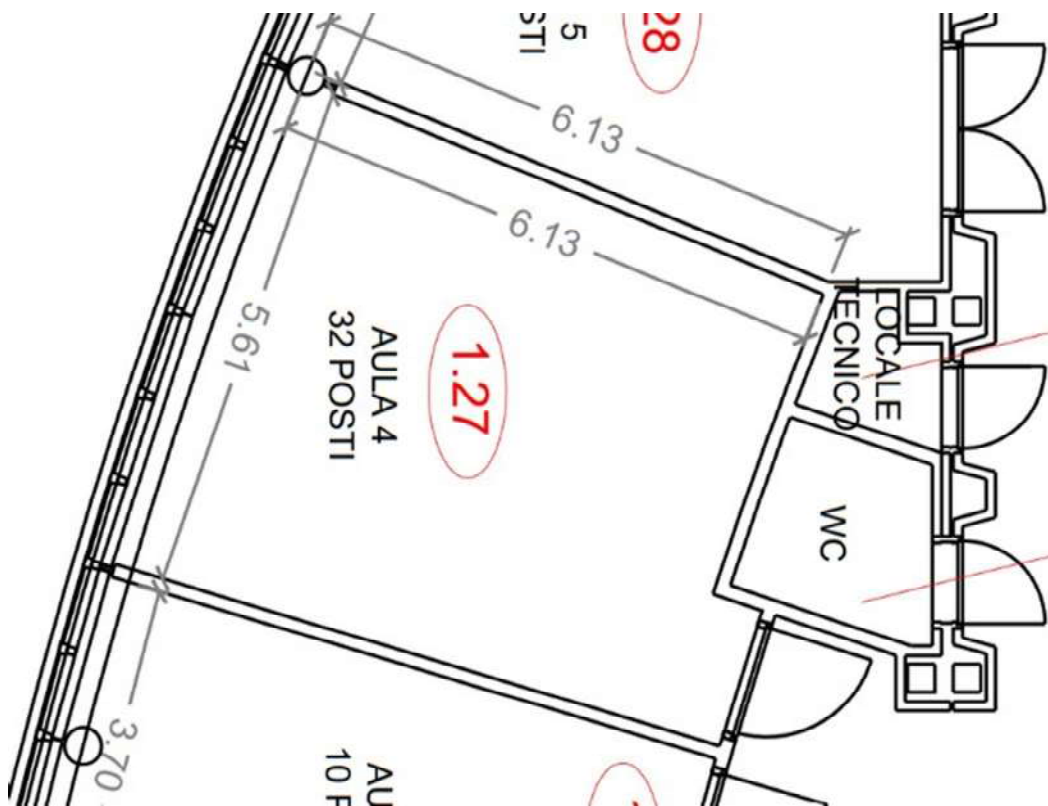 28
5
STI
6.13
6.13
5.61
1.27
AULA 4
32 POSTI
LOCALE
TECNICO
WC
3.70
AU
10 P